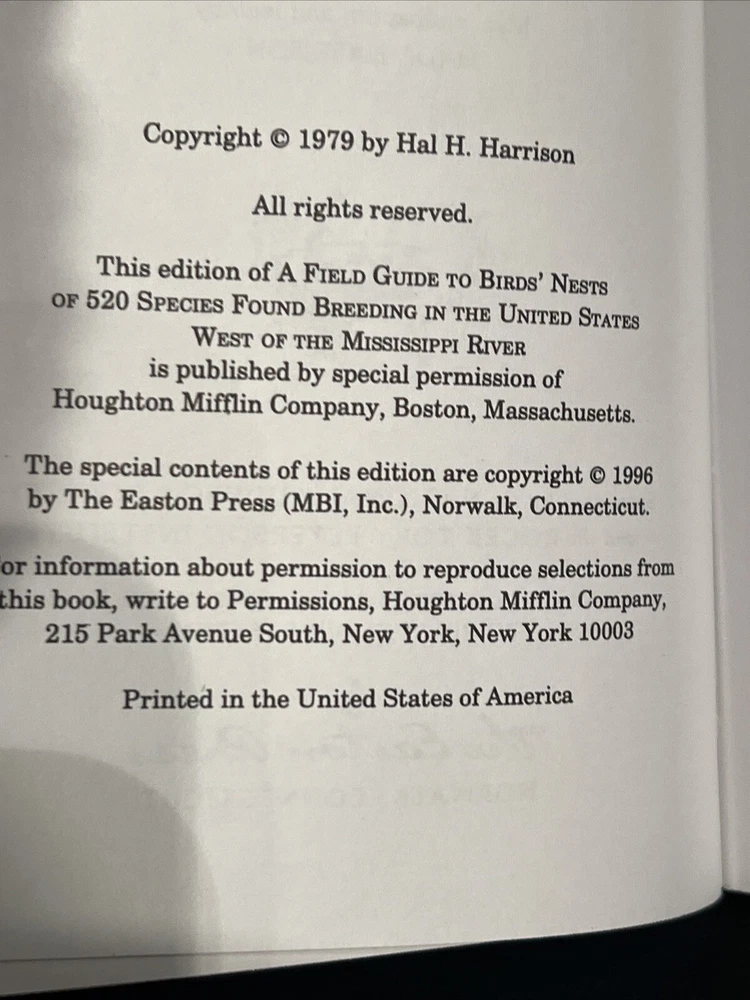 Copyright © 1979 by Hal H. Harrison
All rights reserved.
This edition of A FIELD GUIDE TO BIRDS' NESTS
OF 520 SPECIES FOUND BREEDING IN THE UNITED STATES
WEST OF THE MISSISSIPPI RIVER
is published by special permission of
Houghton Mifflin Company, Boston, Massachusetts.
The special contents of this edition are copyright © 1996
by The Easton Press (MBI, Inc.), Norwalk, Connecticut.
or information about permission to reproduce selections from
this book, write to Permissions, Houghton Mifflin Company,
215 Park Avenue South, New York, New York 10003
Printed in the United States of America